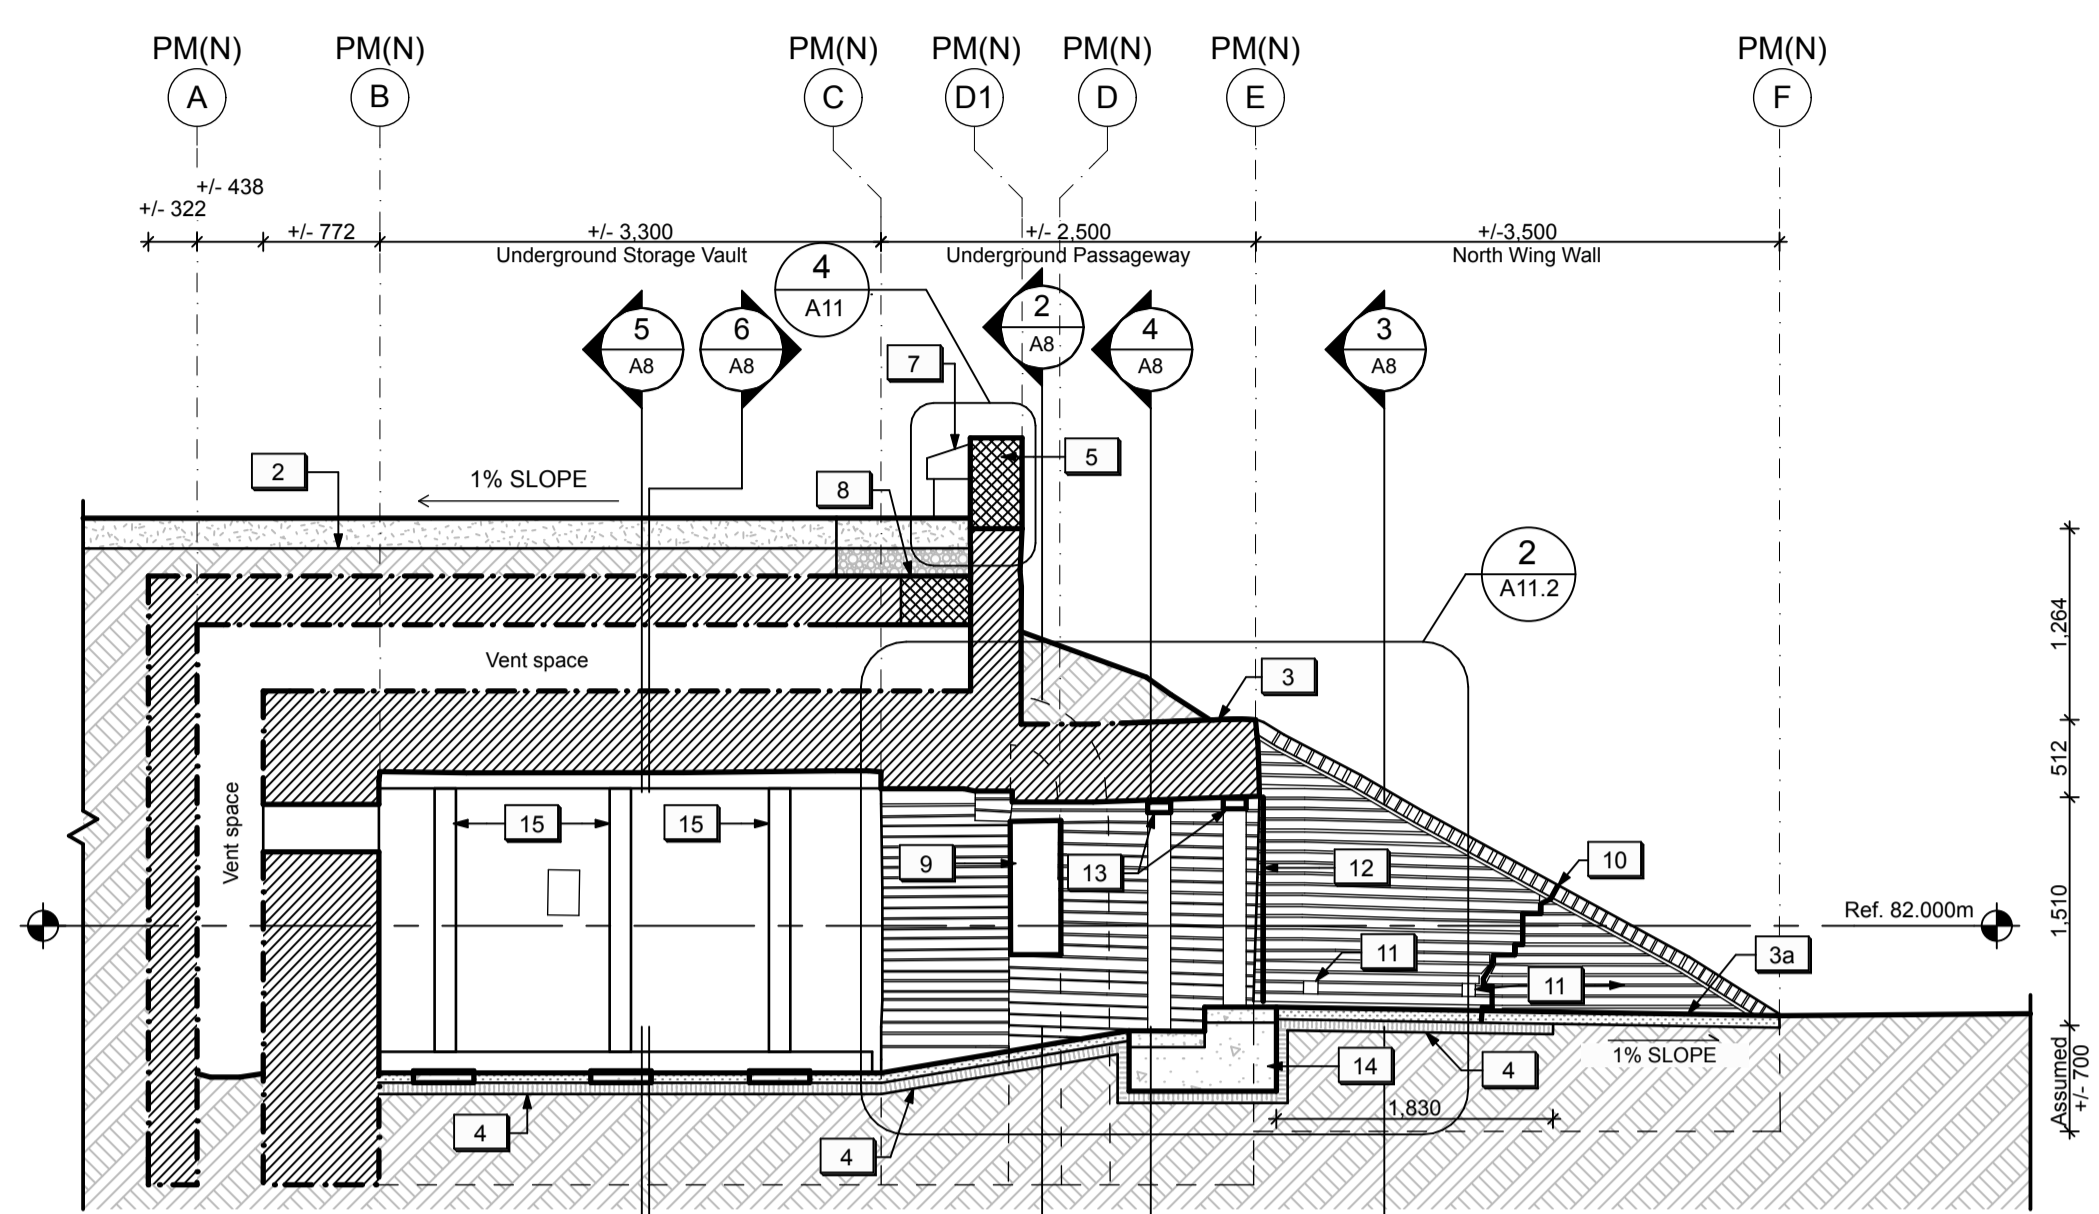 PM(N) PM(N) PM(N) PM(N) PM(N) PM(N) PM(N)
A B C D1 D E F
+/- 438
+/- 322
+/- 772
+/- 3,300
Underground Storage Vault
+/- 2,500
Underground Passageway
+/-3,500
North Wing Wall
4
A11
5
A8
6
A8
2
A8
4
A8
3
A8
7
5
2
1% SLOPE
8
2
A11.2
Vent space
3
1,264
512
15
15
Vent space
9
13
12
10
Ref. 82.000m
1,510
11
11
3a
14
4
1% SLOPE
Assumed
+/- 700
1,830
4
4